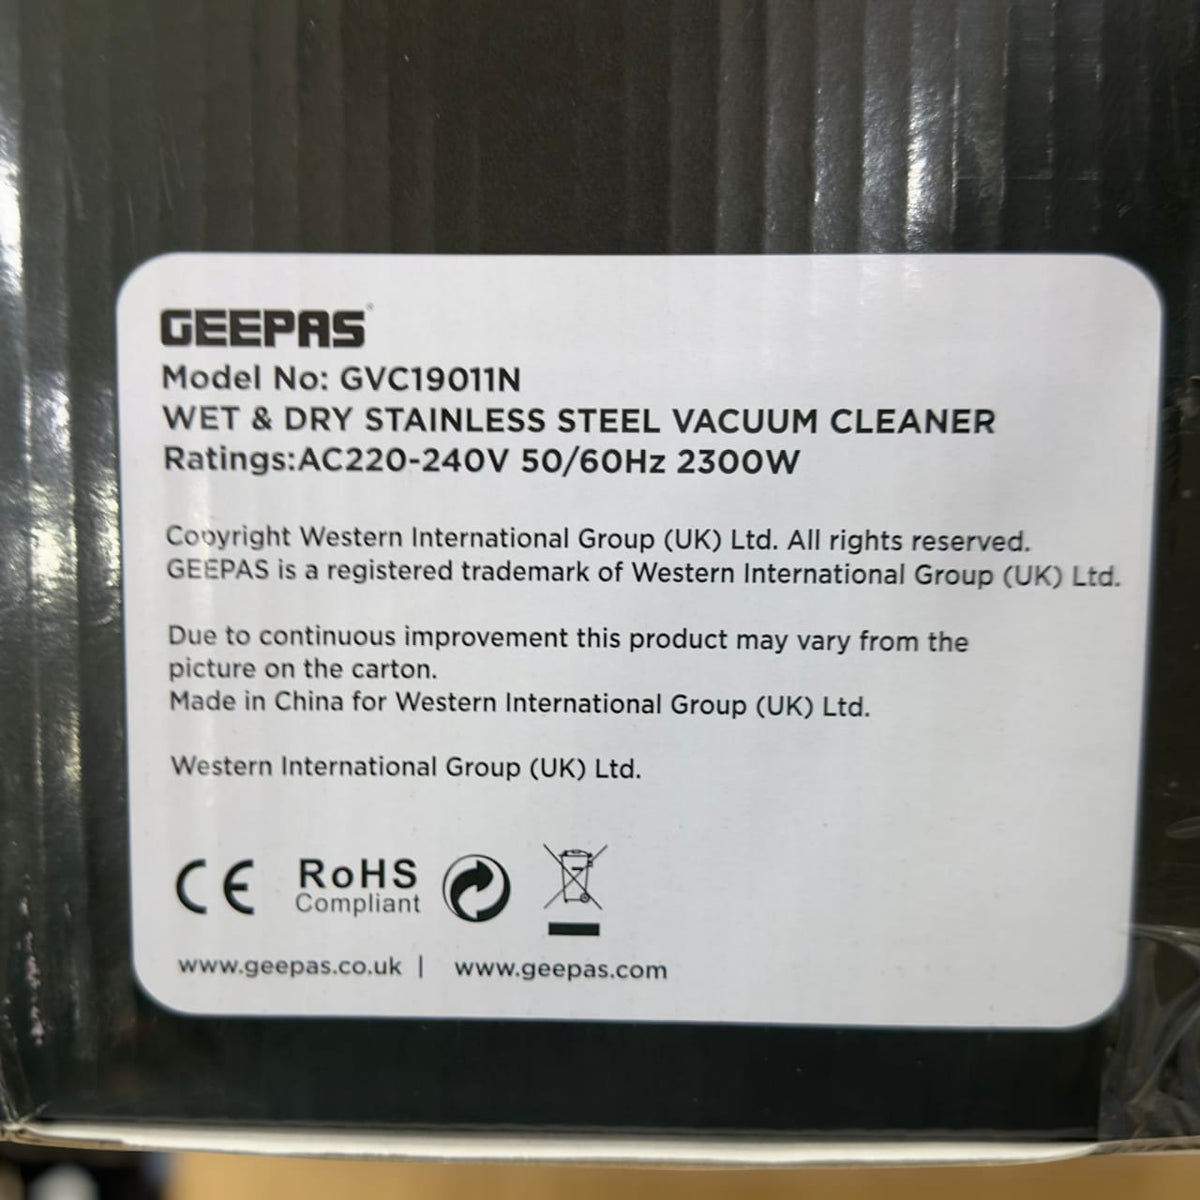 GEEPAS®
Model No: GVC19011N
WET & DRY STAINLESS STEEL VACUUM CLEANER
Ratings:AC220-240V 50/60Hz 2300W
Copyright Western International Group (UK) Ltd. All rights reserved.
GEEPAS is a registered trademark of Western International Group (UK) Ltd.
Due to continuous improvement this product may vary from the
picture on the carton.
Made in China for Western International Group (UK) Ltd.
Western International Group (UK) Ltd.
CE RoHS
Compliant
www.geepas.co.uk | www.geepas.com